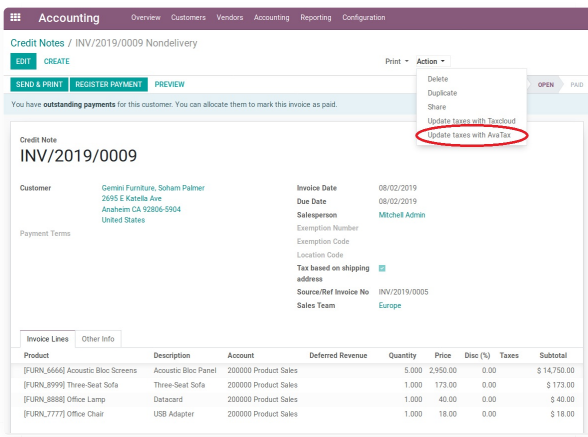 Accounting Overview Customers Vendors Accounting Reporting Configuration
Credit Notes / INV/2019/0009 Nondelivery
EDIT CREATE Print Action
SEND & PRINT REGISTER PAYMENT PREVIEW OPEN PAID
Delete
Duplicate
Share
Update taxes with Taxcloud
Update taxes with AvaTax
You have outstanding payments for this customer. You can allocate them to mark this invoice as paid.
Credit Note
INV/2019/0009
Customer Gemini Furniture, Soham Palmer
2695 E Katella
Anaheim CA 92806-5904
United States
Payment Terms
Invoice Date 08/02/2019
Due Date 08/02/2019
Salesperson Mitchell Admin
Exemption Number
Exemption Code
Location Code
Tax based on shipping
address
Source/Ref Invoice No INV/2019/0005
Sales Team Europe
Invoice Lines Other Info
Product Description Account Deferred Revenue Quantity Price Disc (%) Taxes Subtotal
[FURN_6666] Acoustic Bloc Screens Acoustic Bloc Panel 200000 Product Sales 5.000 2,950.00 0.00 $ 14,750.00
[FURN_8999] Three-Seat Sofa Three-Seat Sofa 200000 Product Sales 1.000 173.00 0.00 $ 173.00
[FURN_8888] Office Lamp Datacard 200000 Product Sales 1.000 40.00 0.00 $ 40.00
[FURN_7777] Office Chair USB Adapter 200000 Product Sales 1.000 18.00 0.00 $ 18.00